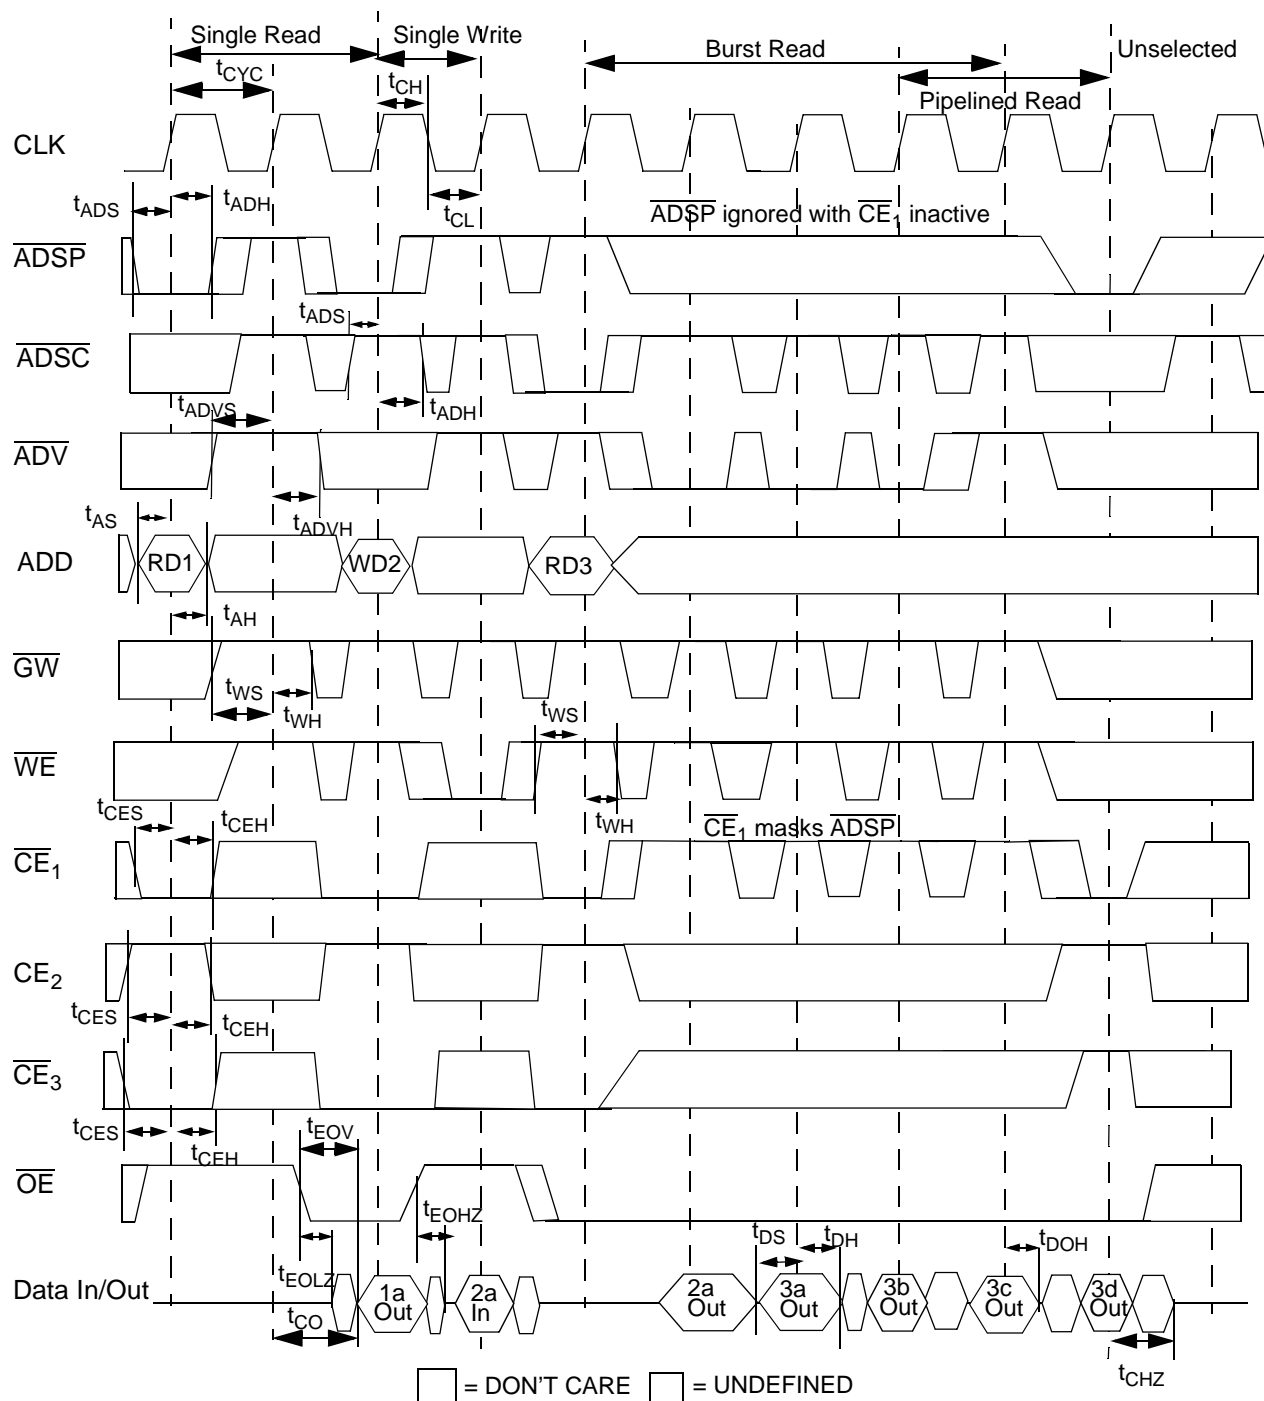 Single Read Single Write Burst Read Unselected
tCYC tCH Pipelined Read
CLK
tADS tADH tCL ADSP ignored with CE1 inactive
ADSP
tADS
ADSC
tADVS tADH
ADV
tAS tADVH
ADD RD1 WD2 RD3
tAH
GW
tWS tWH tWS
WE
tCES tCEH tWH CE1 masks ADSP
CE1
CE2
tCES tCEH
CE3
tCES tCEH tEOV
OE
tEOHZ tDS tDH tDOH
tEOLZ
Data In/Out 1a Out 2a In 2a Out 3a Out 3b Out 3c Out 3d Out
tCO tCHZ
= DON'T CARE = UNDEFINED